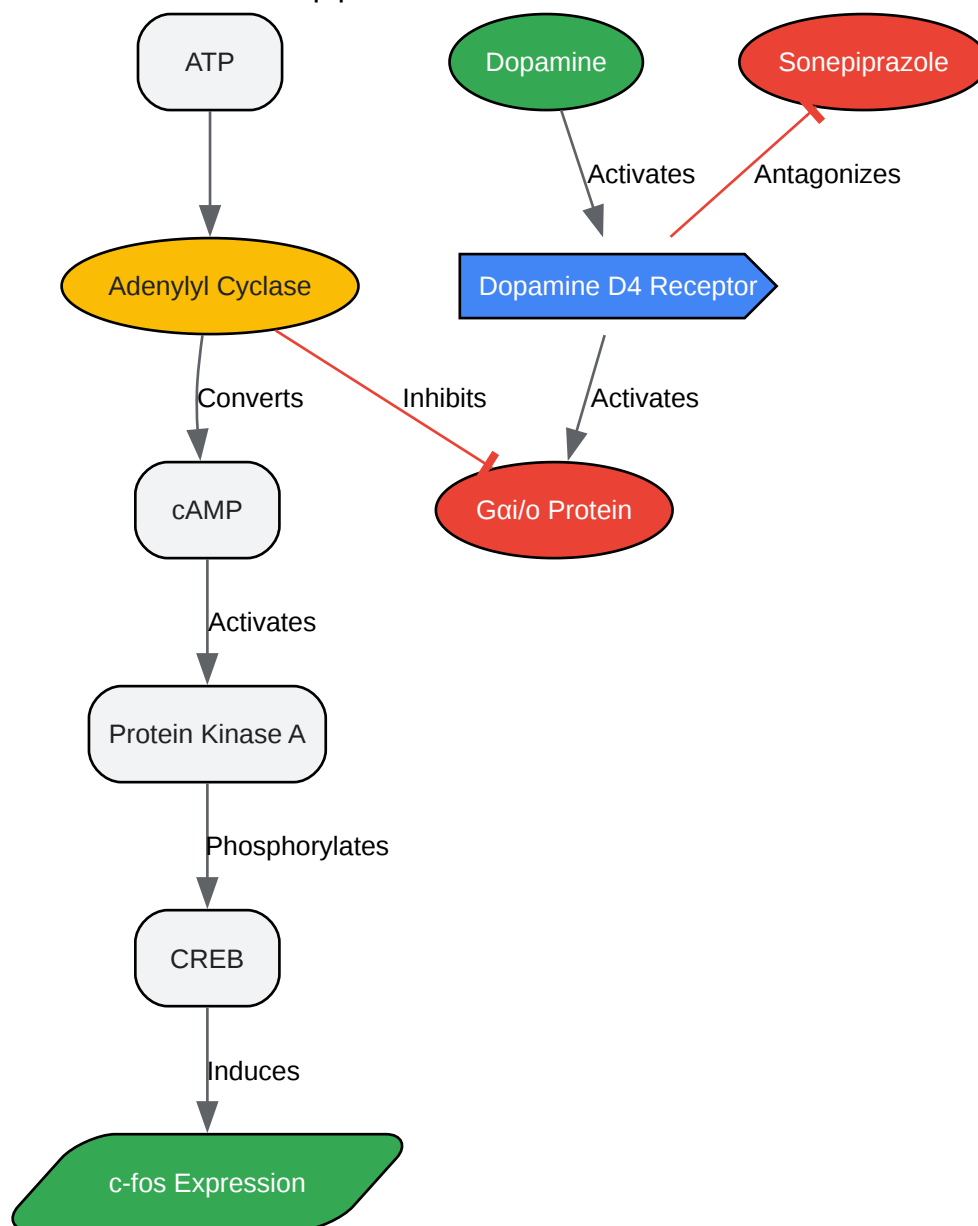 ATP
Dopamine
Sonepiprazole
Activates
Antagonizes
Adenylyl Cyclase
Dopamine D4 Receptor
Converts
Inhibits
Activates
cAMP
Gαi/o Protein
Activates
Protein Kinase A
Phosphorylates
CREB
Induces
c-fos Expression